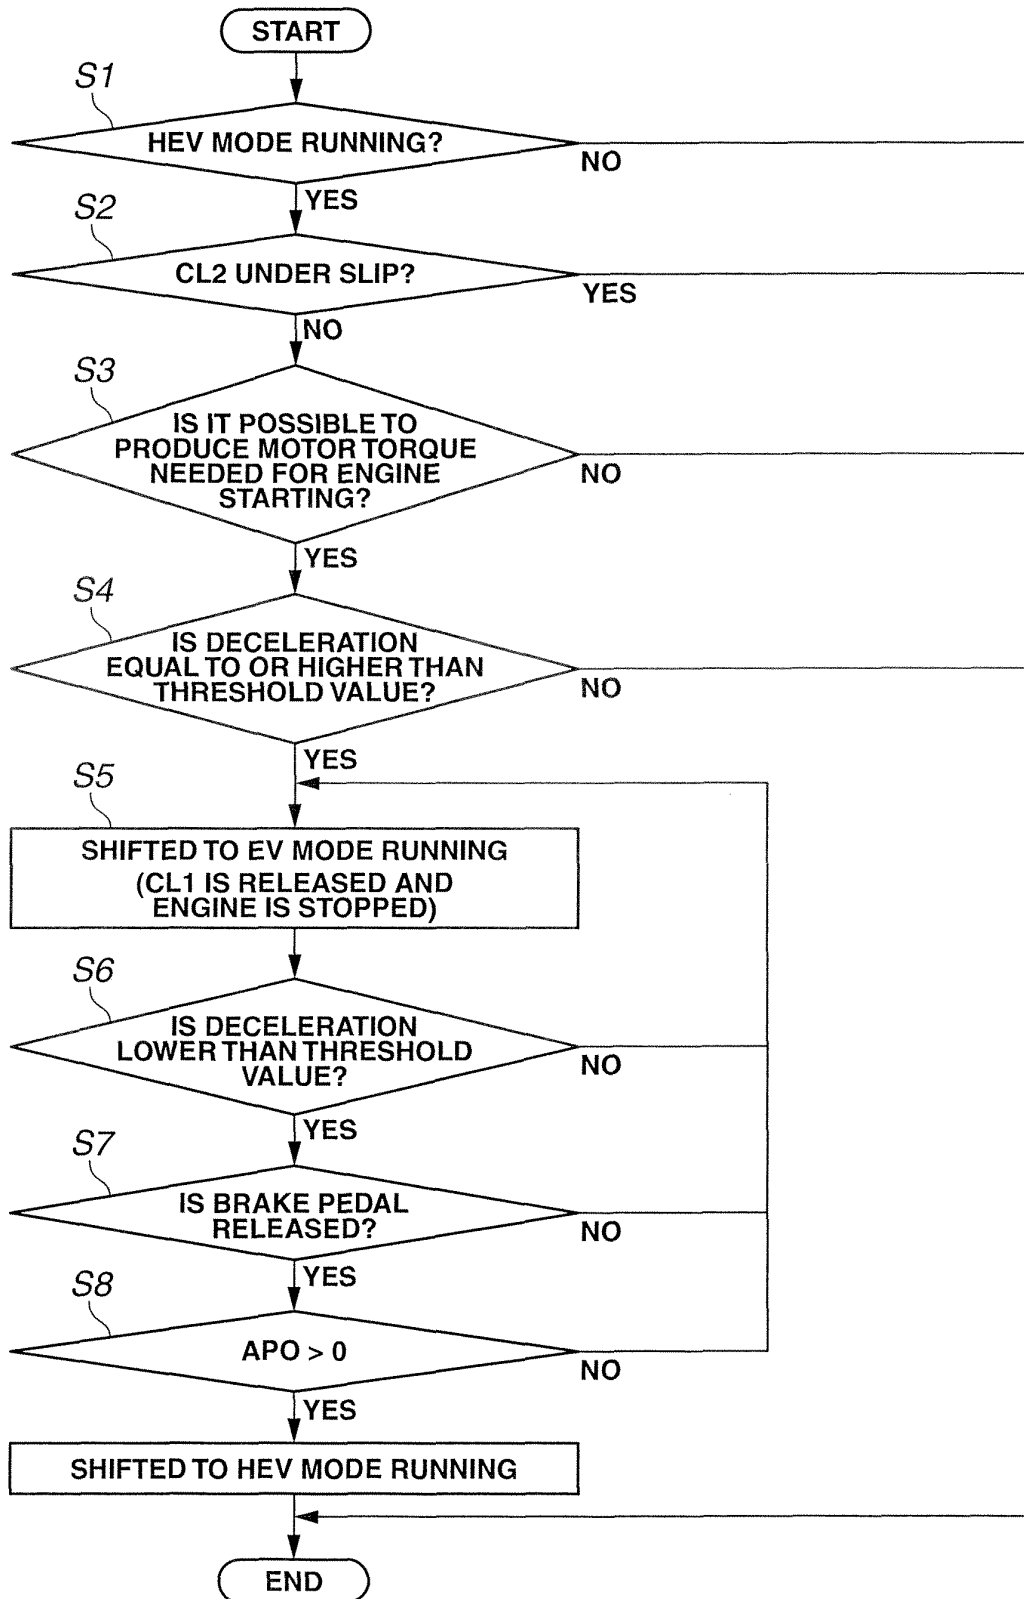 START
S1
HEV MODE RUNNING?
NO
YES
S2
CL2 UNDER SLIP?
YES
NO
S3
IS IT POSSIBLE TO
PRODUCE MOTOR TORQUE
NEEDED FOR ENGINE
STARTING?
NO
YES
S4
IS DECELERATION
EQUAL TO OR HIGHER THAN
THRESHOLD VALUE?
NO
YES
S5
SHIFTED TO EV MODE RUNNING
(CL1 IS RELEASED AND
ENGINE IS STOPPED)
S6
IS DECELERATION
LOWER THAN THRESHOLD
VALUE?
NO
YES
S7
IS BRAKE PEDAL
RELEASED?
NO
YES
S8
APO > 0
NO
YES
SHIFTED TO HEV MODE RUNNING
END